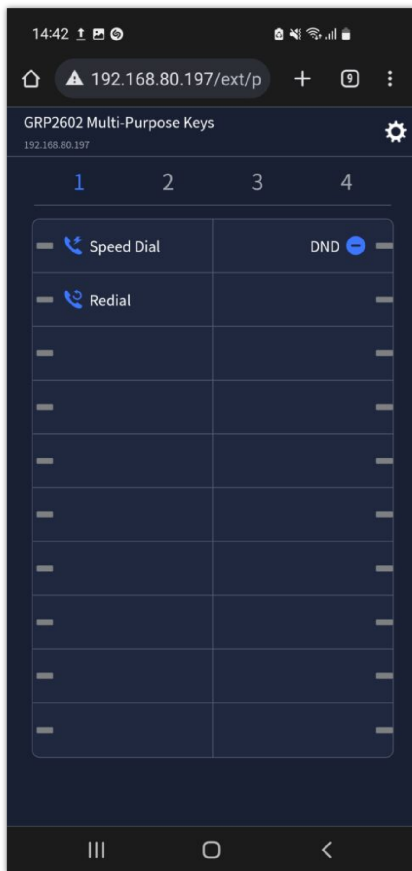 14:42
192.168.80.197/ext/p
9
GRP2602 Multi-Purpose Keys
192.168.80.197
1 2 3 4
Speed Dial DND
Redial